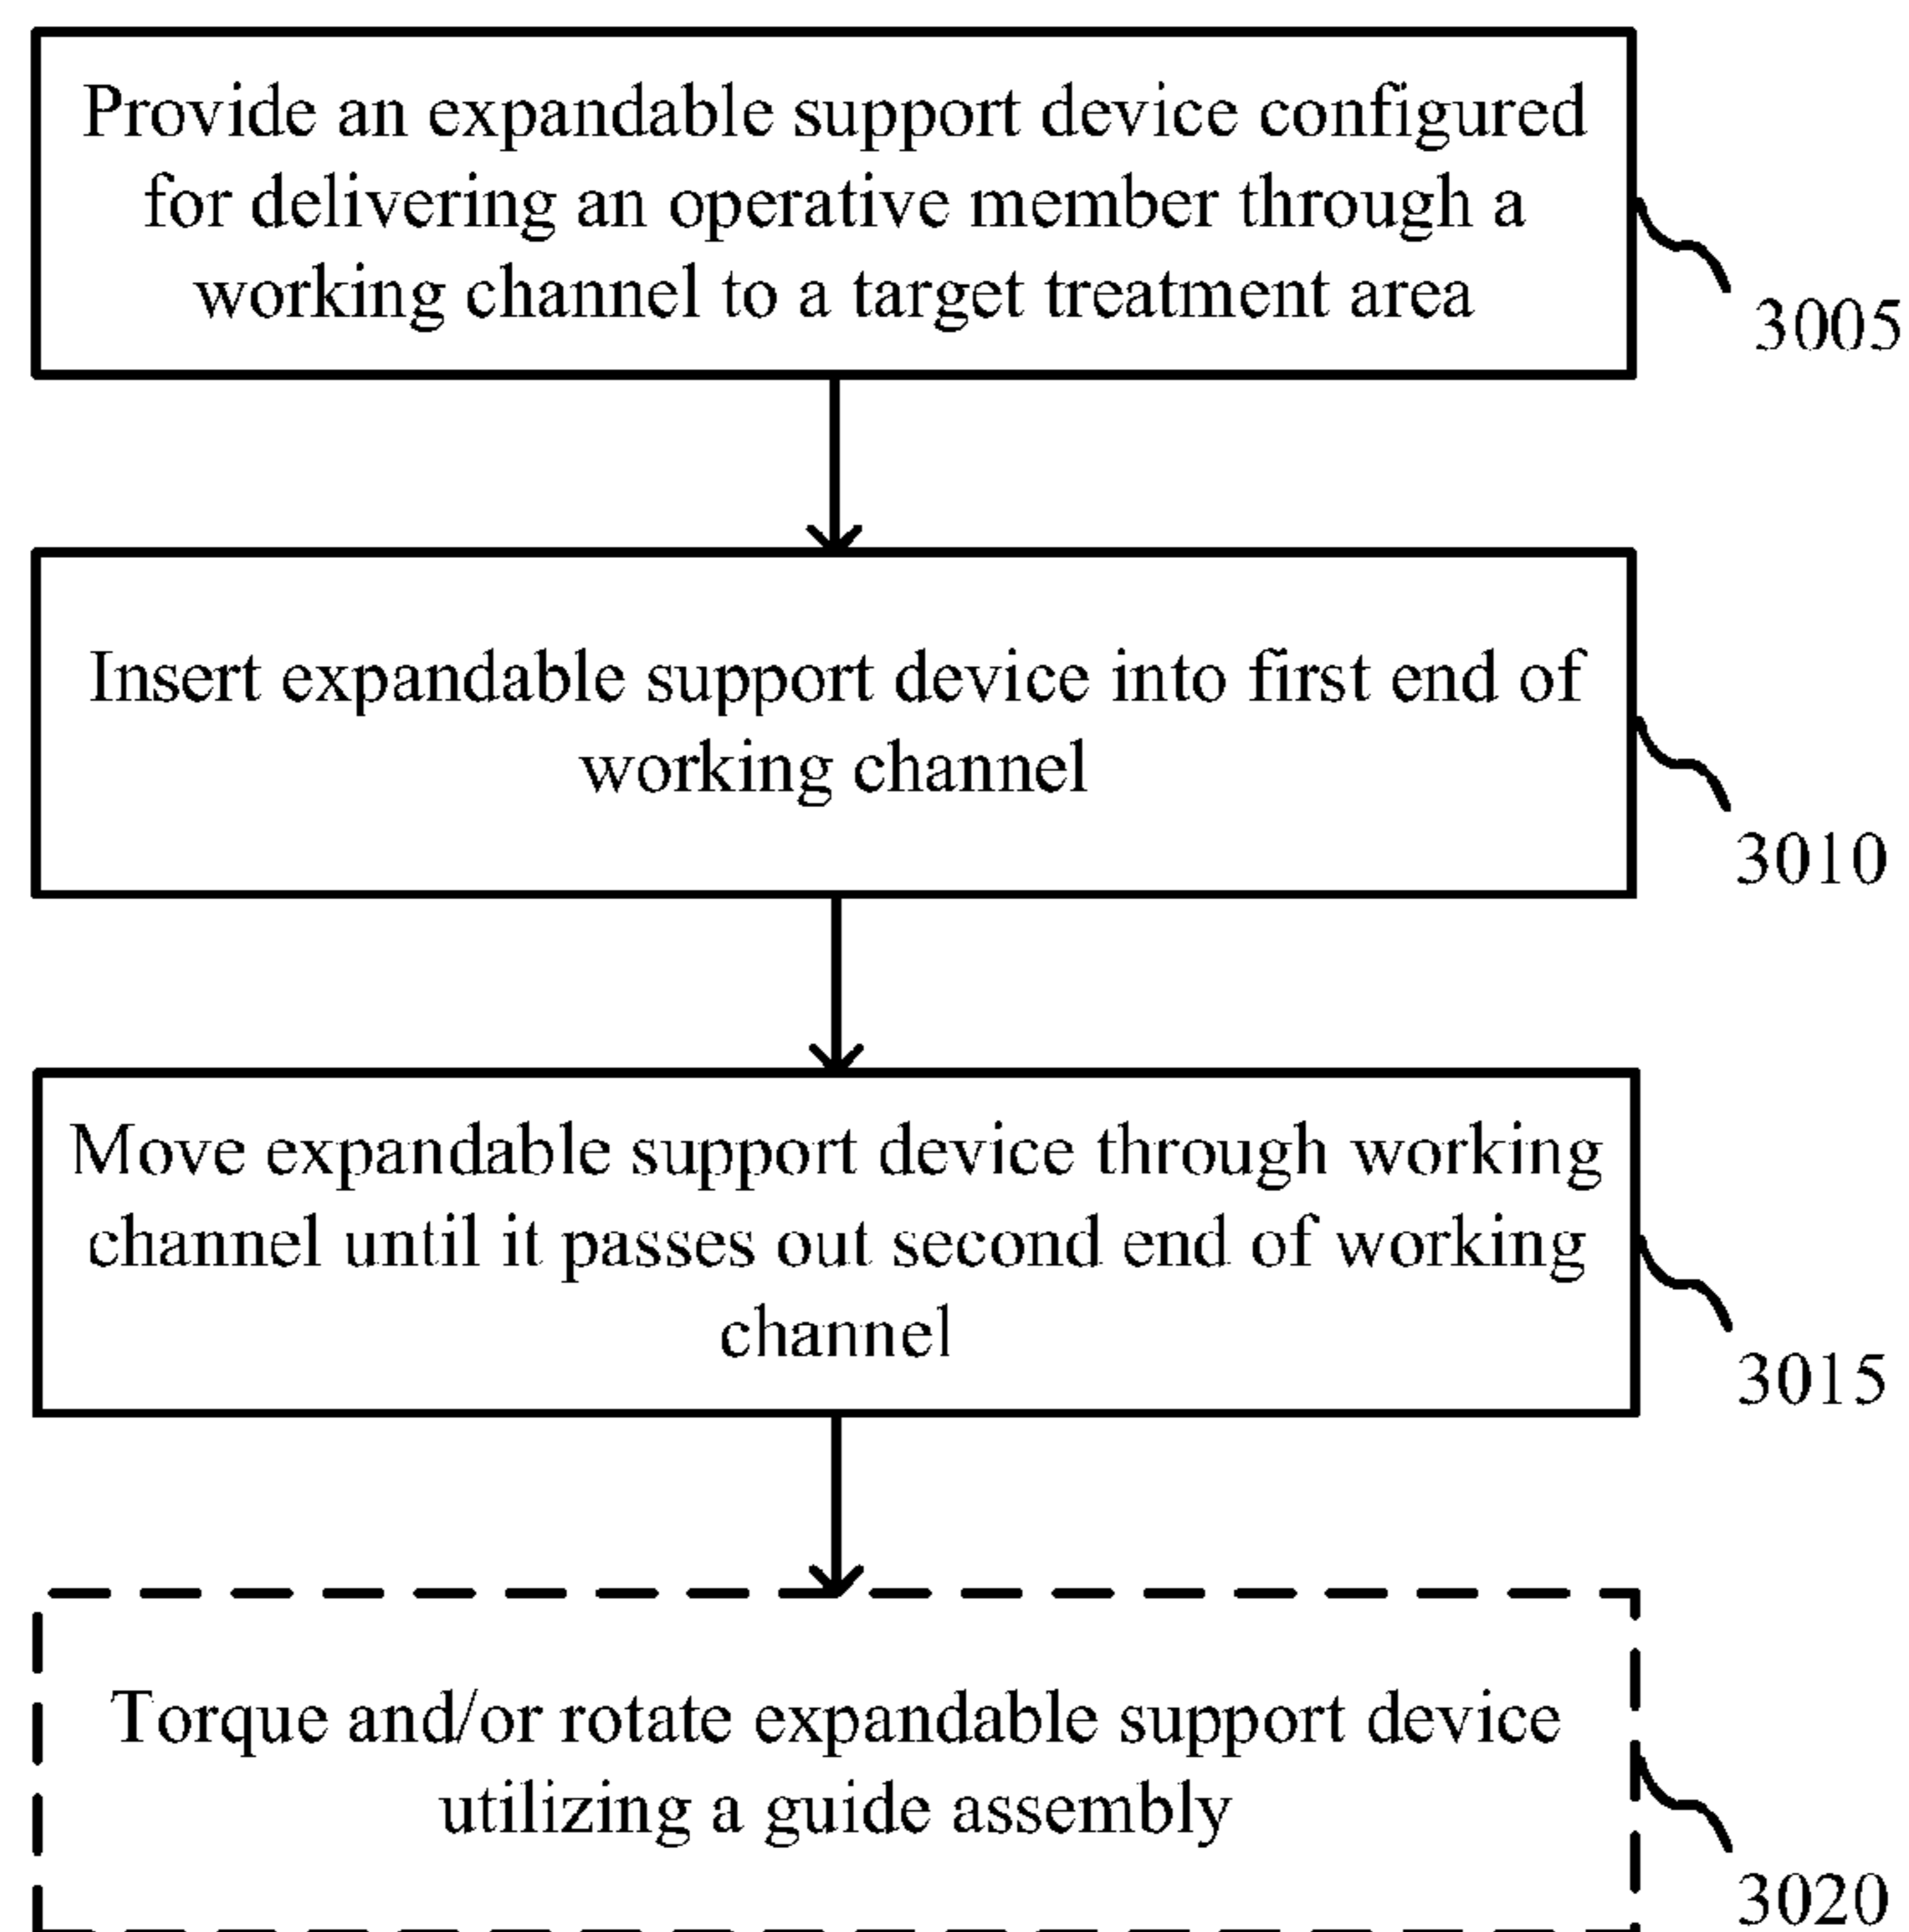 Provide an expandable support device configured
for delivering an operative member through a
working channel to a target treatment area
3005
Insert expandable support device into first end of
working channel
3010
Move expandable support device through working
channel until it passes out second end of working
channel
3015
Torque and/or rotate expandable support device
utilizing a guide assembly
3020